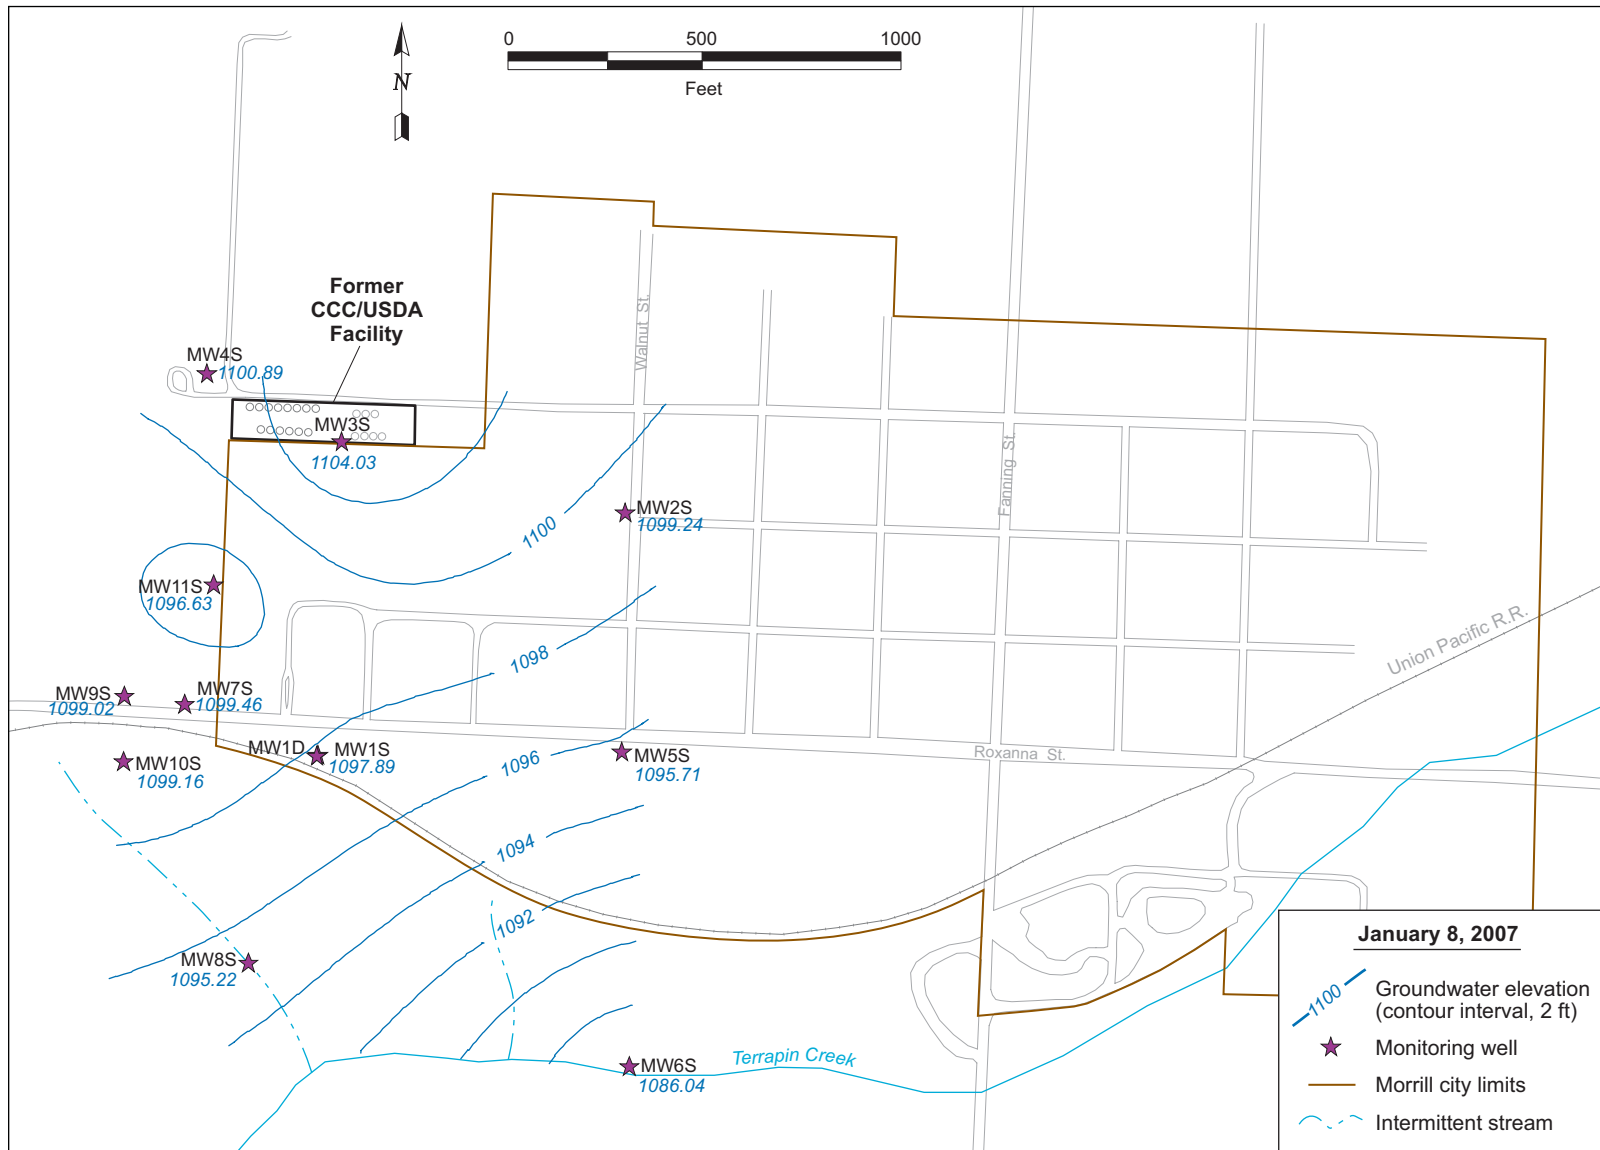 0
500
1000
Feet
N
Former
CCC/USDA
Facility
MW4S
1100.89
MW3S
1104.03
Walnut St.
Fanning St.
MW2S
1099.24
1100
MW11S
1096.63
1098
Union Pacific R.R.
MW9S
1099.02
MW7S
1099.46
MW1D
MW1S
1097.89
MW10S
1099.16
1096
MW5S
1095.71
Roxanna St.
1094
1092
MW8S
1095.22
Terrapin Creek
MW6S
1086.04
January 8, 2007
1100
Groundwater elevation
(contour interval, 2 ft)
Monitoring well
Morrill city limits
Intermittent stream